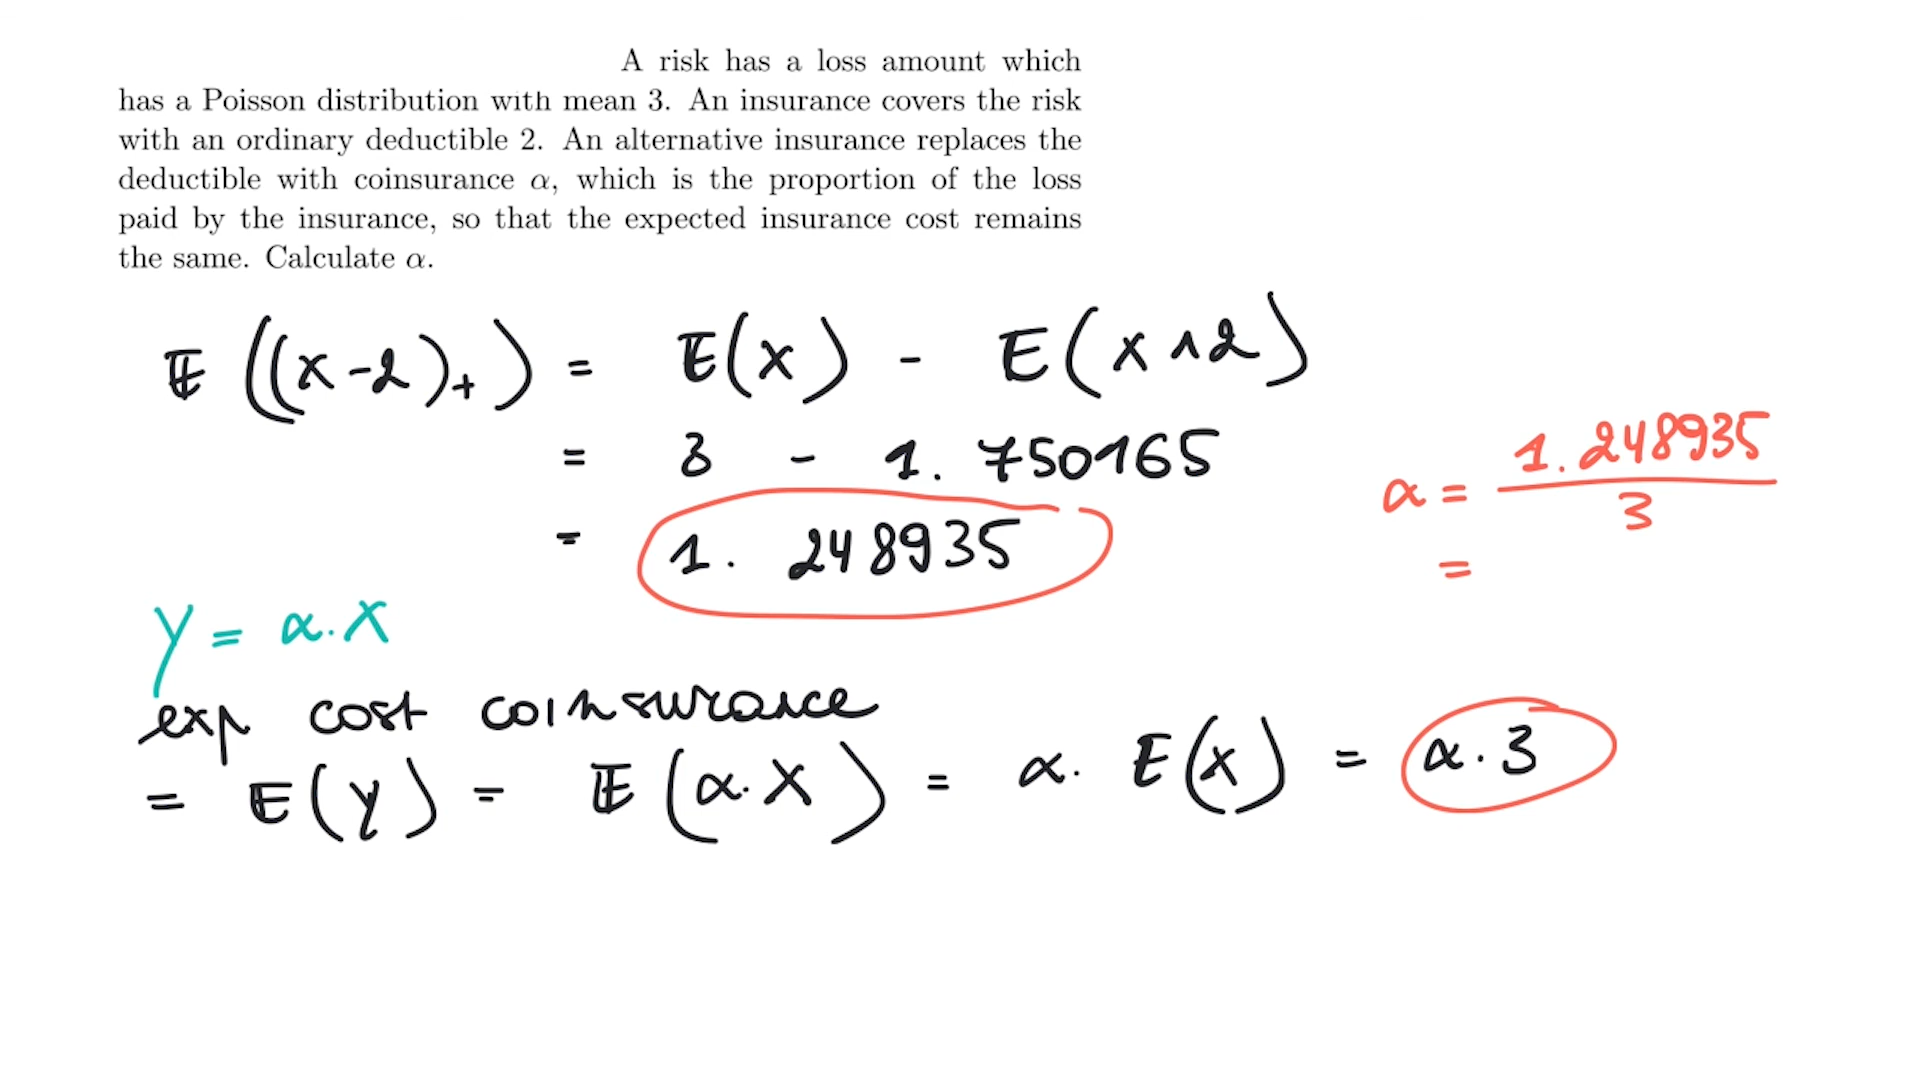 A risk has a loss amount which
has a Poisson distribution with mean 3. An insurance covers the risk
with an ordinary deductible 2. An alternative insurance replaces the
deductible with coinsurance α, which is the proportion of the loss
paid by the insurance, so that the expected insurance cost remains
the same. Calculate α.
𝔼((x-2)₊) = 𝔼(x) - E(x∧2)
= 3 - 1.750165
= 1.248935
α = 1.248935 / 3
=
Y = α.X
exp cost coinsurance
= E(Y) = 𝔼(α.X) = α. E(X) = α.3